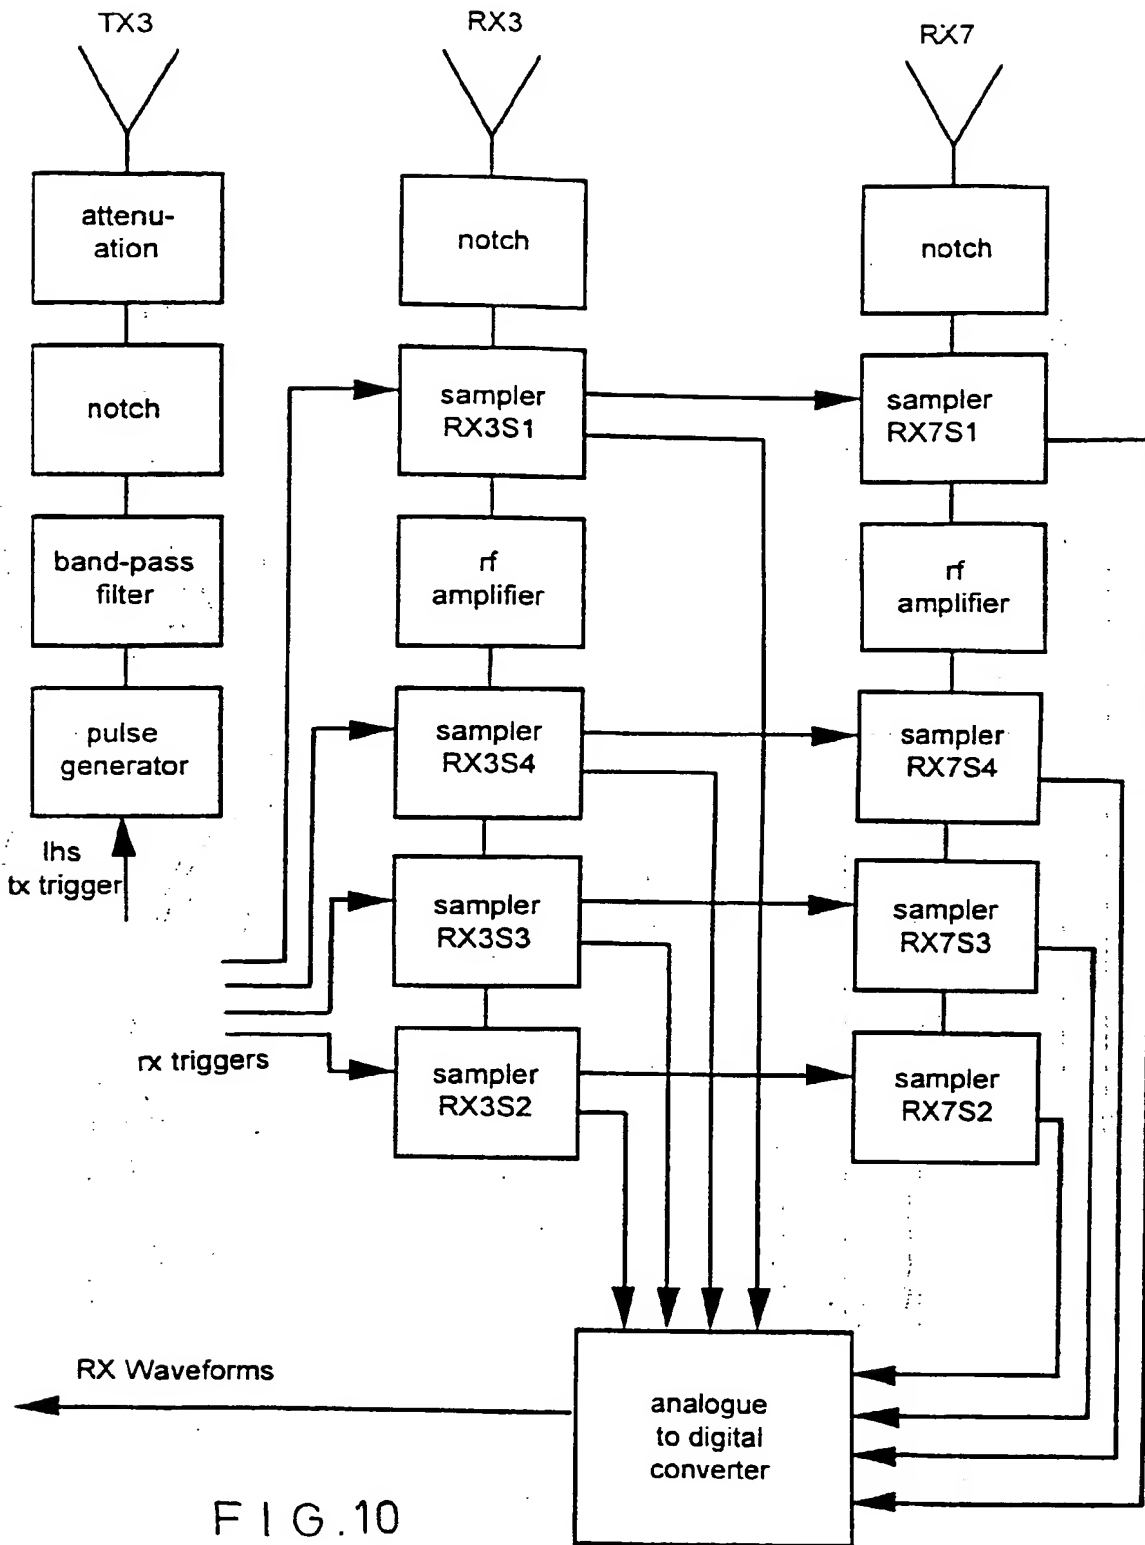 TX3
RX3
RX7
attenu-
ation
notch
notch
notch
sampler
RX3S1
sampler
RX7S1
band-pass
filter
rf
amplifier
rf
amplifier
pulse
generator
sampler
RX3S4
sampler
RX7S4
lhs
tx trigger
sampler
RX3S3
sampler
RX7S3
rx triggers
sampler
RX3S2
sampler
RX7S2
RX Waveforms
analogue
to digital
converter
FIG.10